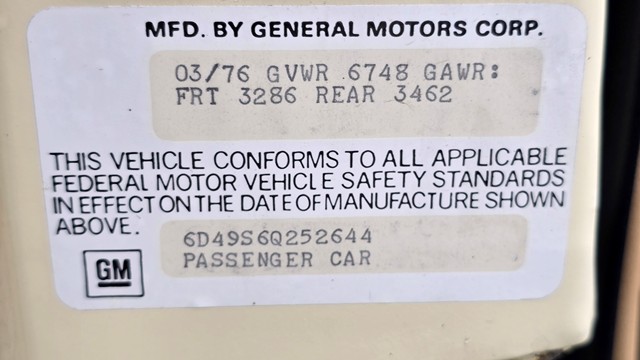 MFD. BY GENERAL MOTORS CORP.
03/76 GVWR 6748 GAWR:
FRT 3286 REAR 3462
THIS VEHICLE CONFORMS TO ALL APPLICABLE
FEDERAL MOTOR VEHICLE SAFETY STANDARDS
IN EFFECT ON THE DATE OF MANUFACTURE SHOWN
ABOVE.
6D49S6Q252644
PASSENGER CAR
GM